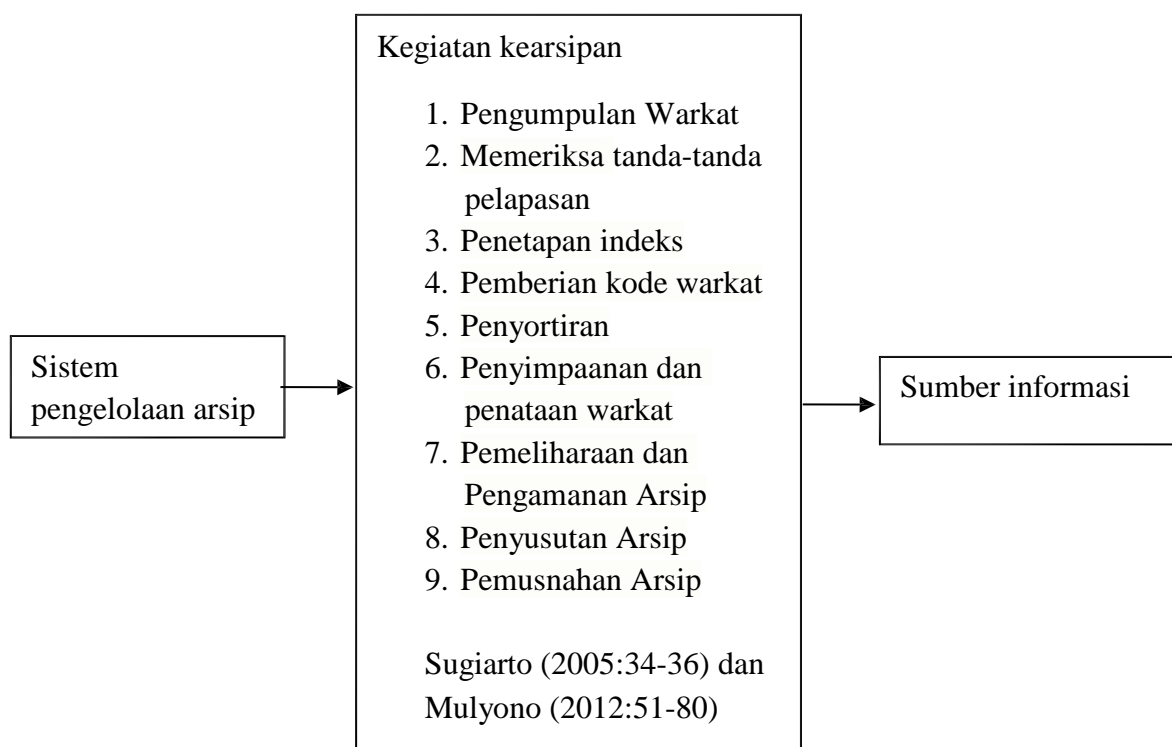 Sistem
pengelolaan arsip
Kegiatan kearsipan
1. Pengumpulan Warkat
2. Memeriksa tanda-tanda
pelapasan
3. Penetapan indeks
4. Pemberian kode warkat
5. Penyortiran
6. Penyimpaanan dan
penataan warkat
7. Pemeliharaan dan
Pengamanan Arsip
8. Penyusutan Arsip
9. Pemusnahan Arsip
Sugiarto (2005:34-36) dan
Mulyono (2012:51-80)
Sumber informasi